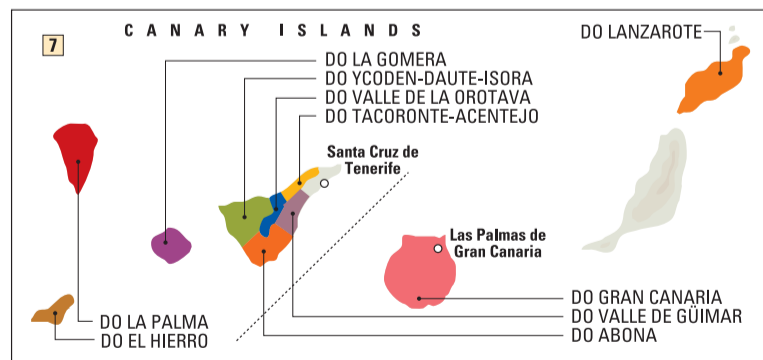 7
CANARY ISLANDS
DO LANZAROTE
DO LA GOMERA
DO YCODEN-DAUTE-ISORA
DO VALLE DE LA OROTAVA
DO TACORONTE-ACENTEJO
Santa Cruz de
Tenerife
Las Palmas de
Gran Canaria
DO GRAN CANARIA
DO VALLE DE GÜIMAR
DO ABONA
DO LA PALMA
DO EL HIERRO